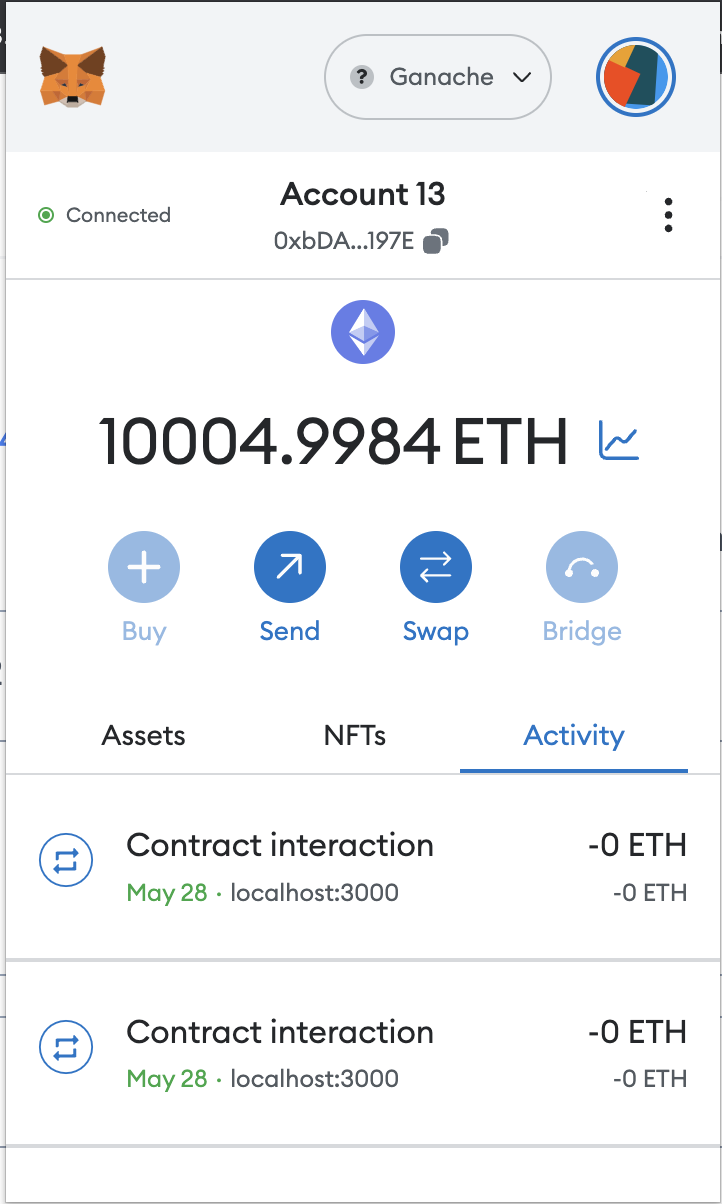 ? Ganache
Connected
Account 13
0xbDA...197E
10004.9984 ETH
Buy Send Swap Bridge
Assets NFTs Activity
Contract interaction -0 ETH
May 28 · localhost:3000 -0 ETH
Contract interaction -0 ETH
May 28 · localhost:3000 -0 ETH